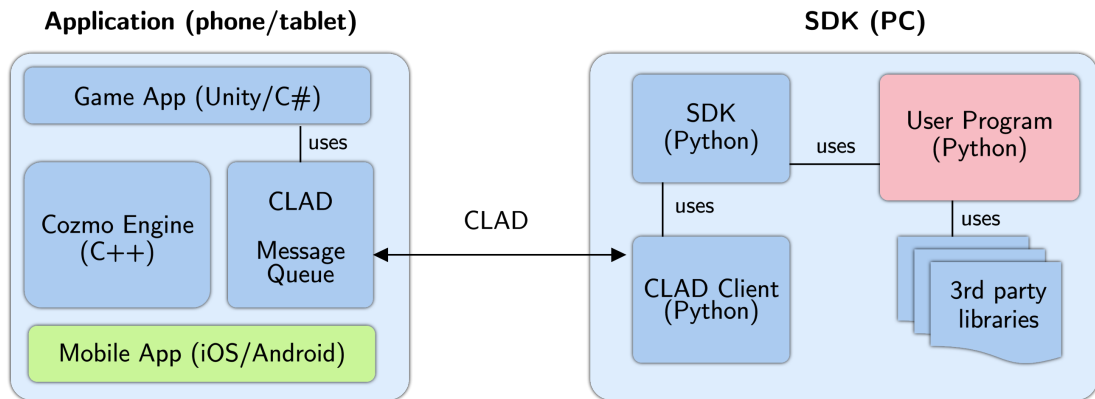 Application (phone/tablet)
Game App (Unity/C#)
uses
Cozmo Engine
(C++)
CLAD
Message
Queue
Mobile App (iOS/Android)
CLAD
SDK (PC)
SDK
(Python)
uses
User Program
(Python)
uses
uses
CLAD Client
(Python)
3rd party
libraries